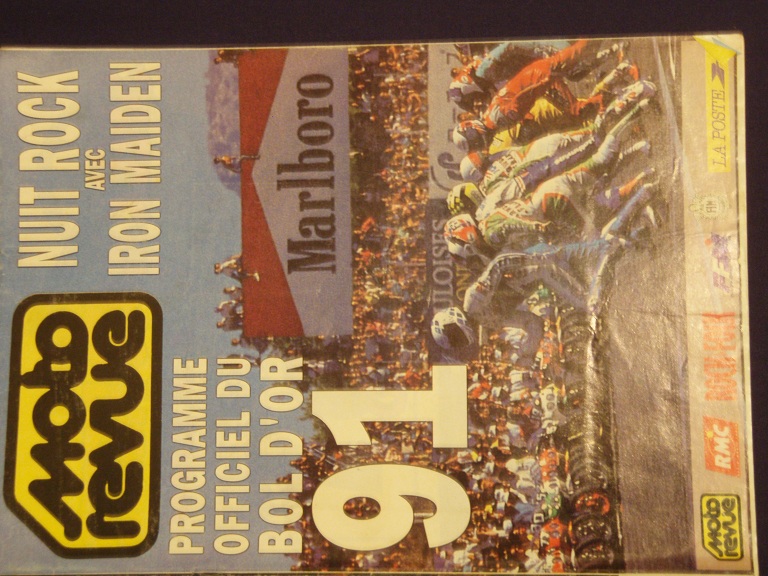 moto
revue
NUIT ROCK
AVEC
IRON MAIDEN
PROGRAMME
OFFICIEL DU
BOL D'OR
91
Marlboro
ULOISES
moto
revue
RMC
LA POSTE